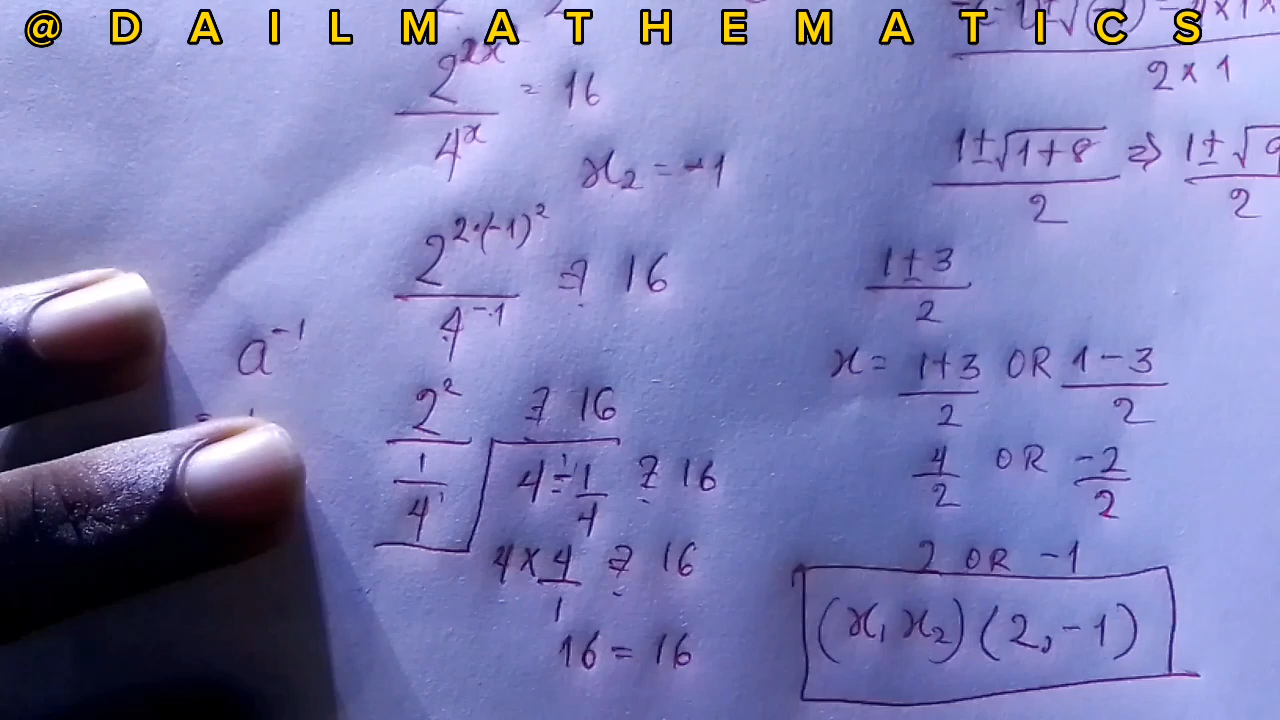 @DAILMATHEMATICS
2^{2x}/4^x = 16
x₂ = -1
2^{2·(-1)^2}/4^{-1} =? 16
a^{-1}
2^2/(1/4) =? 16
4 ÷ 1/4 =? 16
4 × 4/1 =? 16
16 = 16
2 × 1
(1 ± √(1+8))/2 ⇒ (1 ± √9)/2
(1 ± 3)/2
x = (1+3)/2 OR (1-3)/2
4/2 OR -2/2
2 OR -1
(x₁ x₂)(2, -1)